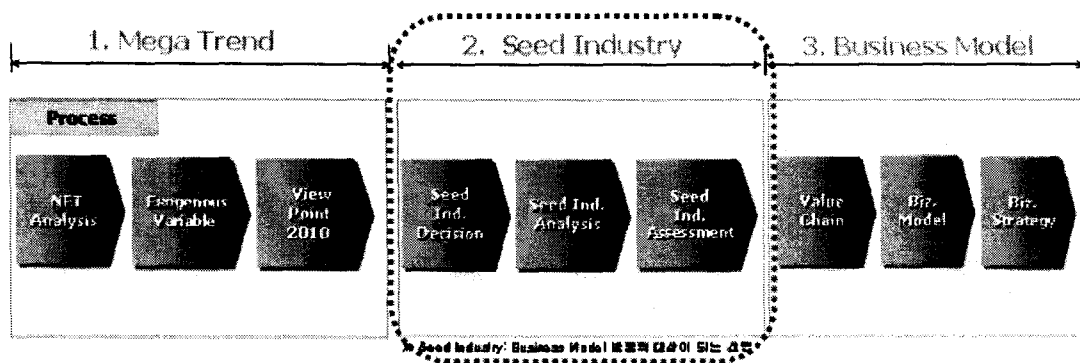 1. Mega Trend
2. Seed Industry
3. Business Model
Process
Analysis
Exogenous
Variable
View
Point
2010
Seed
Ind.
Decision
Seed Ind.
Analysis
Seed
Ind.
Assessment
Value
Chain
Biz.
Model
Biz.
Strategy
Seed Industry: Business Model